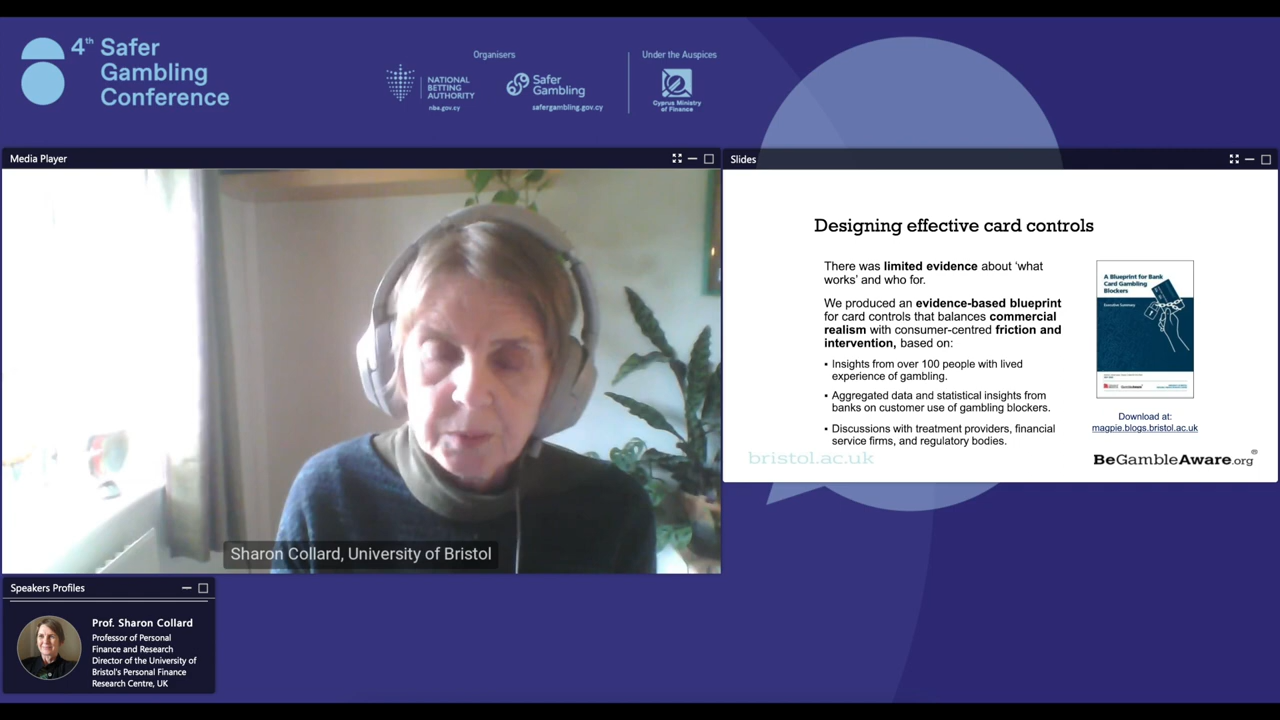 4th Safer
Gambling
Conference
Organisers
NATIONAL
BETTING
AUTHORITY
nba.gov.cy
Safer
Gambling
safergambling.gov.cy
Under the Auspices
Cyprus Ministry
of Finance
Media Player
Sharon Collard, University of Bristol
Slides
Designing effective card controls
There was limited evidence about ‘what
works’ and who for.
We produced an evidence-based blueprint
for card controls that balances commercial
realism with consumer-centred friction and
intervention, based on:
• Insights from over 100 people with lived
experience of gambling.
• Aggregated data and statistical insights from
banks on customer use of gambling blockers.
• Discussions with treatment providers, financial
service firms, and regulatory bodies.
A Blueprint for Bank
Card Gambling
Blockers
Executive Summary
Download at:
magpie.blogs.bristol.ac.uk
bristol.ac.uk
BeGambleAware.org®
Speakers Profiles
Prof. Sharon Collard
Professor of Personal
Finance and Research
Director of the University of
Bristol's Personal Finance
Research Centre, UK